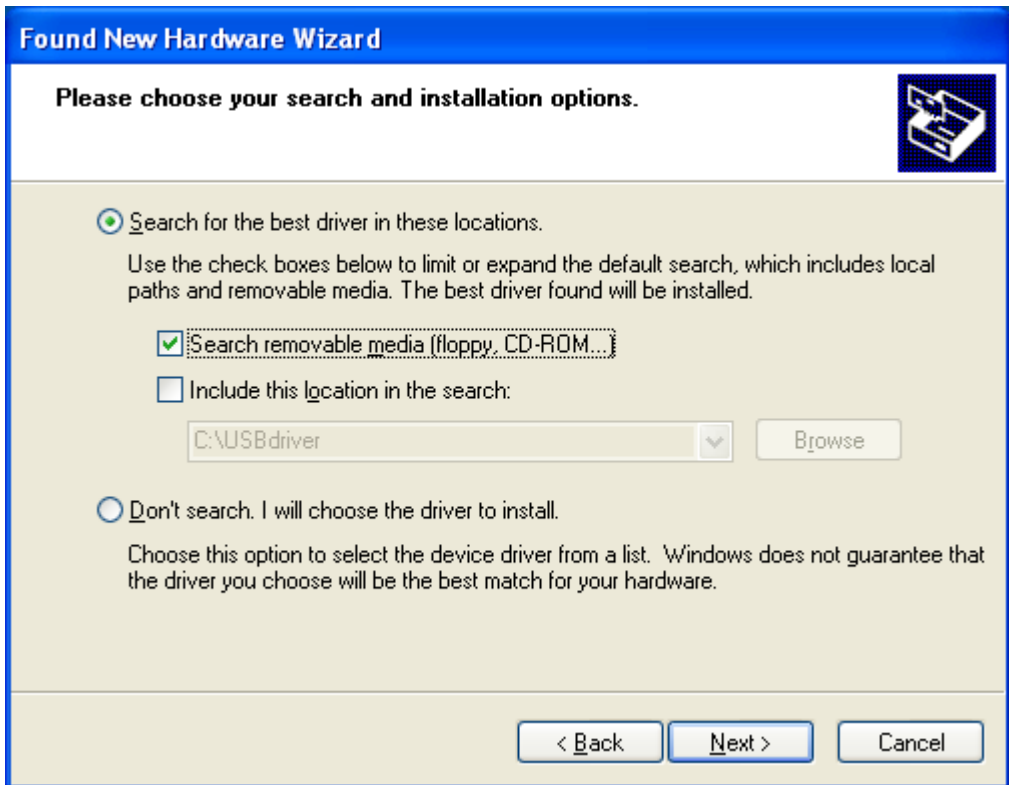 Found New Hardware Wizard
Please choose your search and installation options.
Search for the best driver in these locations.
Use the check boxes below to limit or expand the default search, which includes local
paths and removable media. The best driver found will be installed.
Search removable media (floppy, CD-ROM...)
Include this location in the search:
C:\USBdriver
Browse
Don't search. I will choose the driver to install.
Choose this option to select the device driver from a list. Windows does not guarantee that
the driver you choose will be the best match for your hardware.
< Back
Next >
Cancel